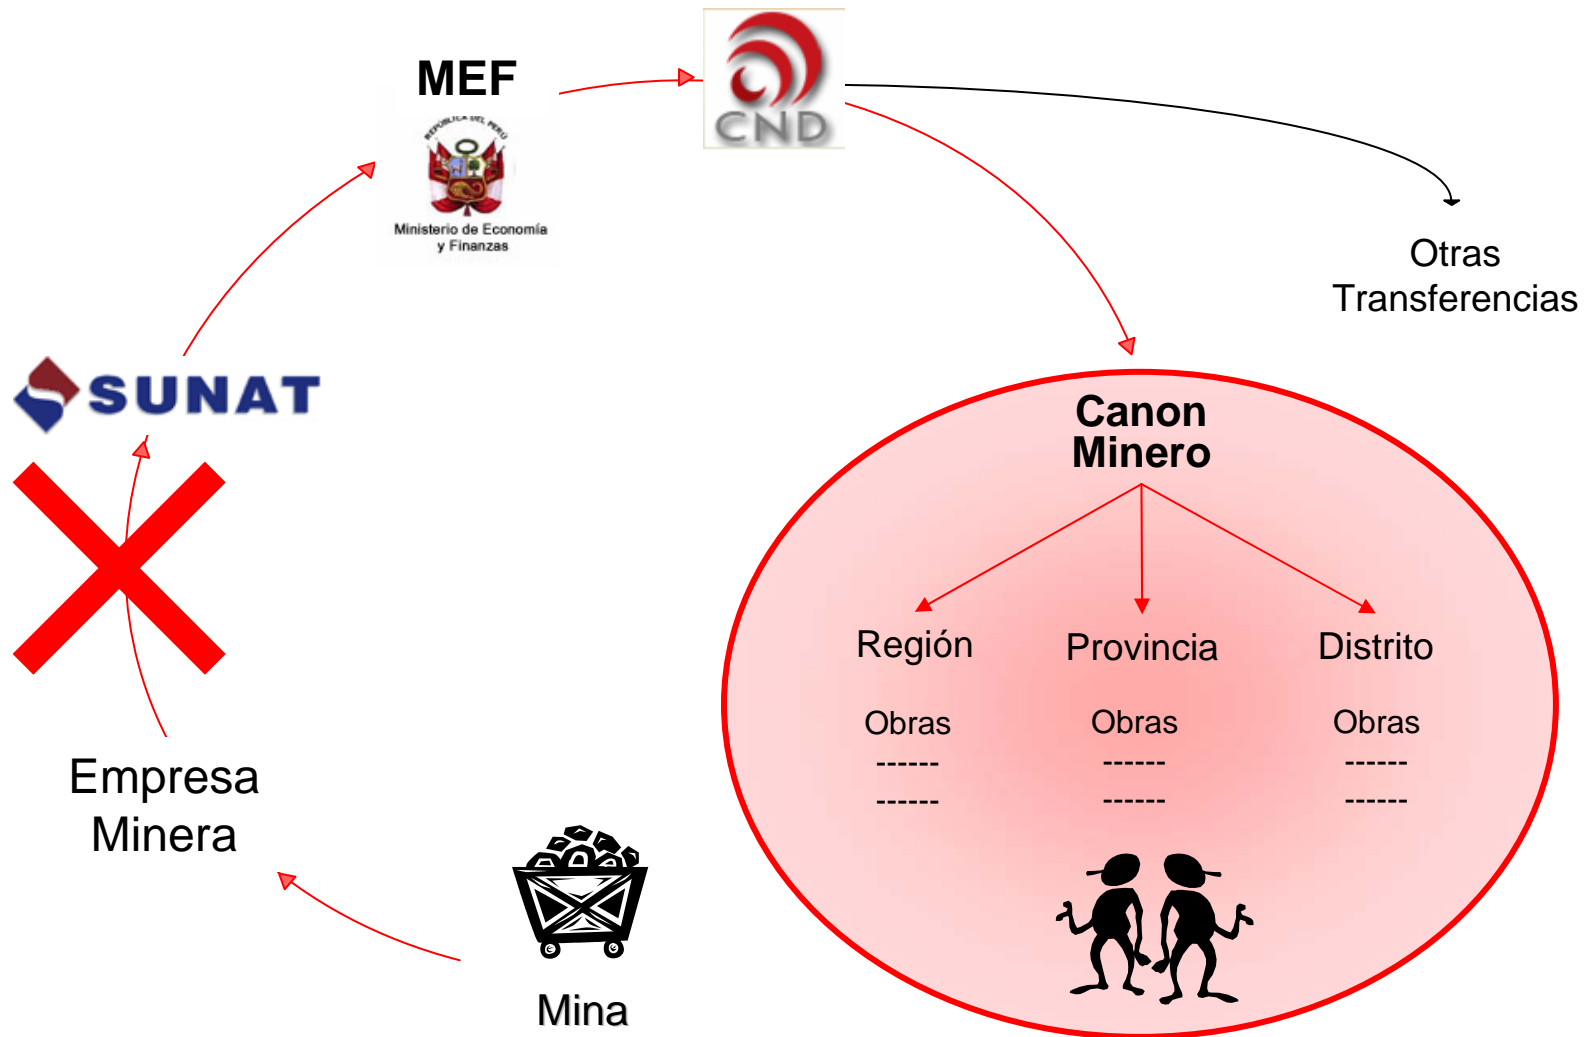 MEF
REPÚBLICA DEL PERÚ
Ministerio de Economía
y Finanzas
CND
Otras
Transferencias
SUNAT
Canon
Minero
Región
Provincia
Distrito
Obras
Obras
Obras
------
------
------
------
------
------
Empresa
Minera
Mina